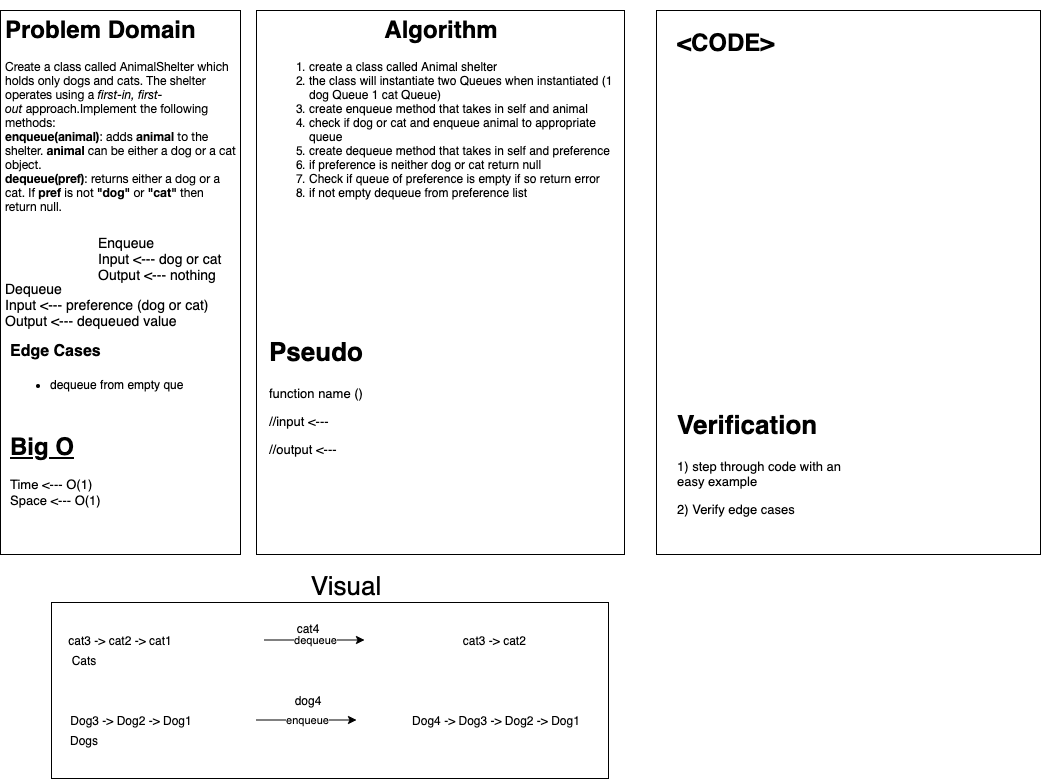 Problem Domain
Create a class called AnimalShelter which
holds only dogs and cats. The shelter
operates using a first-in, first-
out approach.Implement the following
methods:
enqueue(animal): adds animal to the
shelter. animal can be either a dog or a cat
object.
dequeue(pref): returns either a dog or a
cat. If pref is not "dog" or "cat" then
return null.
Enqueue
Input <--- dog or cat
Output <--- nothing
Dequeue
Input <--- preference (dog or cat)
Output <--- dequeued value
Edge Cases
• dequeue from empty que
Big O
Time <--- O(1)
Space <--- O(1)
Algorithm
1. create a class called Animal shelter
2. the class will instantiate two Queues when instantiated (1
dog Queue 1 cat Queue)
3. create enqueue method that takes in self and animal
4. check if dog or cat and enqueue animal to appropriate
queue
5. create dequeue method that takes in self and preference
6. if preference is neither dog or cat return null
7. Check if queue of preference is empty if so return error
8. if not empty dequeue from preference list
Pseudo
function name ()
//input <---
//output <---
<CODE>
Verification
1) step through code with an
easy example
2) Verify edge cases
Visual
cat3 -> cat2 -> cat1
Cats
cat4
dequeue
cat3 -> cat2
Dog3 -> Dog2 -> Dog1
Dogs
dog4
enqueue
Dog4 -> Dog3 -> Dog2 -> Dog1